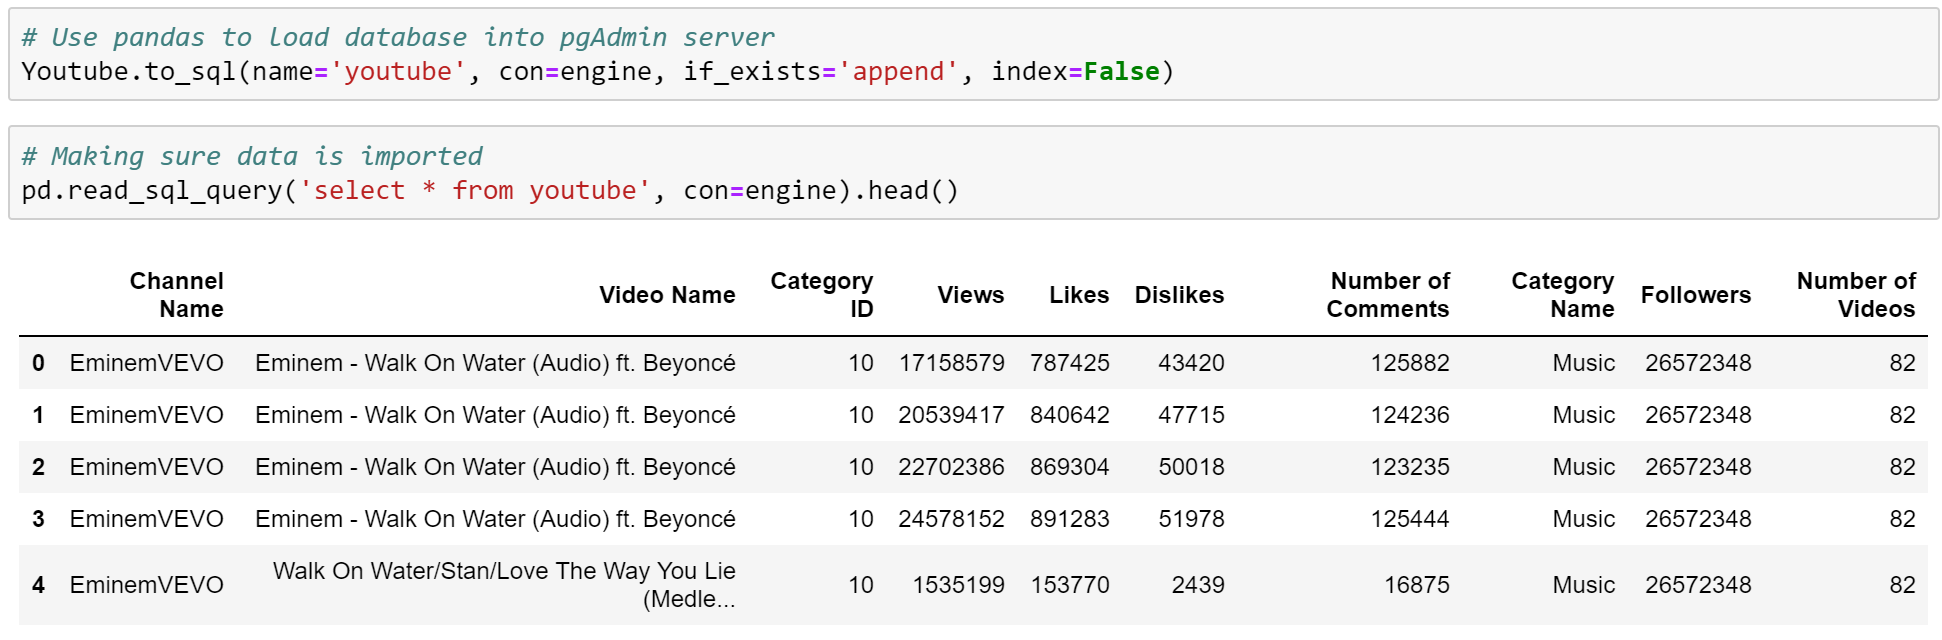 # Use pandas to load database into pgAdmin server
Youtube.to_sql(name='youtube', con=engine, if_exists='append', index=False)
# Making sure data is imported
pd.read_sql_query('select * from youtube', con=engine).head()
Channel Name Video Name Category ID Views Likes Dislikes Number of Comments Category Name Followers Number of Videos
0 EminemVEVO Eminem - Walk On Water (Audio) ft. Beyoncé 10 17158579 787425 43420 125882 Music 26572348 82
1 EminemVEVO Eminem - Walk On Water (Audio) ft. Beyoncé 10 20539417 840642 47715 124236 Music 26572348 82
2 EminemVEVO Eminem - Walk On Water (Audio) ft. Beyoncé 10 22702386 869304 50018 123235 Music 26572348 82
3 EminemVEVO Eminem - Walk On Water (Audio) ft. Beyoncé 10 24578152 891283 51978 125444 Music 26572348 82
4 EminemVEVO Walk On Water/Stan/Love The Way You Lie (Medle... 10 1535199 153770 2439 16875 Music 26572348 82